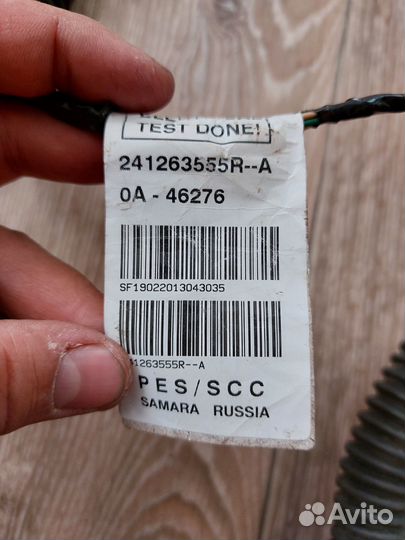 TEST DONE!
241263555R--A
0A - 46276
SF19022013043035
41263555R--A
PES/SCC
SAMARA RUSSIA
Avito